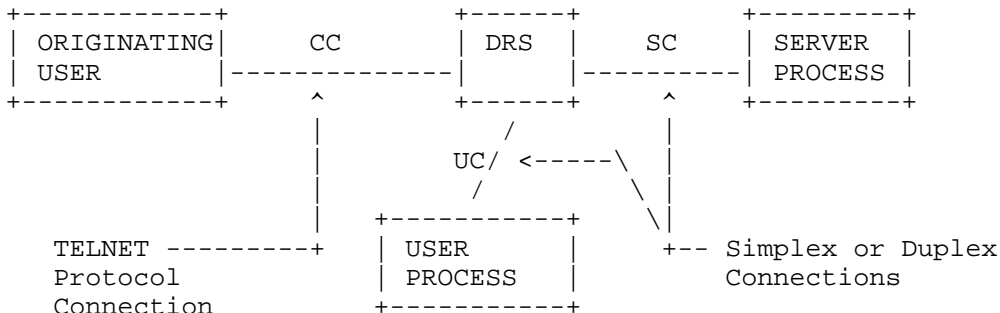 ORIGINATING CC DRS SC SERVER
USER PROCESS
UC
TELNET USER Simplex or Duplex
Protocol PROCESS Connections
Connection